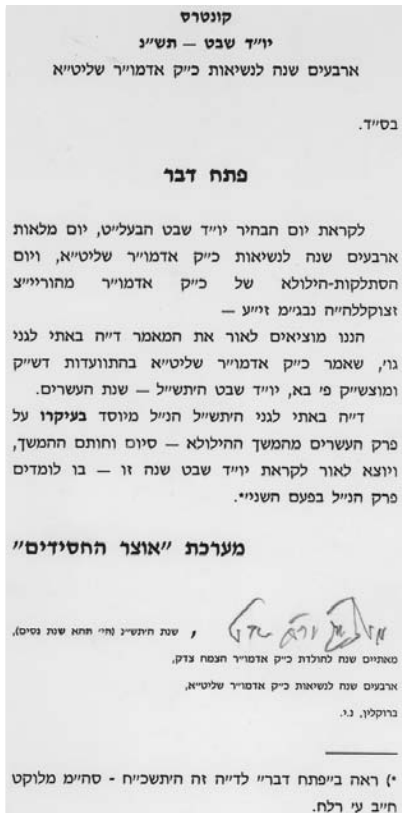 קונטרס
יו״ד שבט — תש״נ
ארבעים שנה לנשיאות כ״ק אדמו״ר שליט״א
בס״ד.
פתח דבר
לקראת יום הבהיר יו״ד שבט הבעל״ט, יום מלאות
ארבעים שנה לנשיאות כ״ק אדמו״ר שליט״א, ויום
הסתלקות-הילולא של כ״ק אדמו״ר מהוריי״צ
זצוקללה״ה נבג״מ זי״ע —
הננו מוציאים לאור את המאמר ד״ה באתי לגני
גו׳, שאמר כ״ק אדמו״ר שליט״א בהתוועדות דש״ק
ומוצש״ק פ׳ בא, יו״ד שבט ה׳תש״ל — שנת העשרים.
ד״ה באתי לגני ה׳תש״ל הנ״ל מיוסד בעיקרו על
פרק העשרים מהמשך ההילולא — סיום וחותם ההמשך,
ויוצא לאור לקראת יו״ד שבט שנה זו — בו לומדים
פרק הנ״ל בפעם השני׳*.
מערכת ״אוצר החסידים״
, שנת ה׳תש״נ (הי׳ תהא שנת נסים),
מאתיים שנה להולדת כ״ק אדמו״ר הצמח צדק,
ארבעים שנה לנשיאות כ״ק אדמו״ר שליט״א,
ברוקלין, נ.י.
*) ראה ב״פתח דבר״ לד״ה זה ה׳תשכ״ח - סה״מ מלוקט
ח״ב ע׳ רלח.